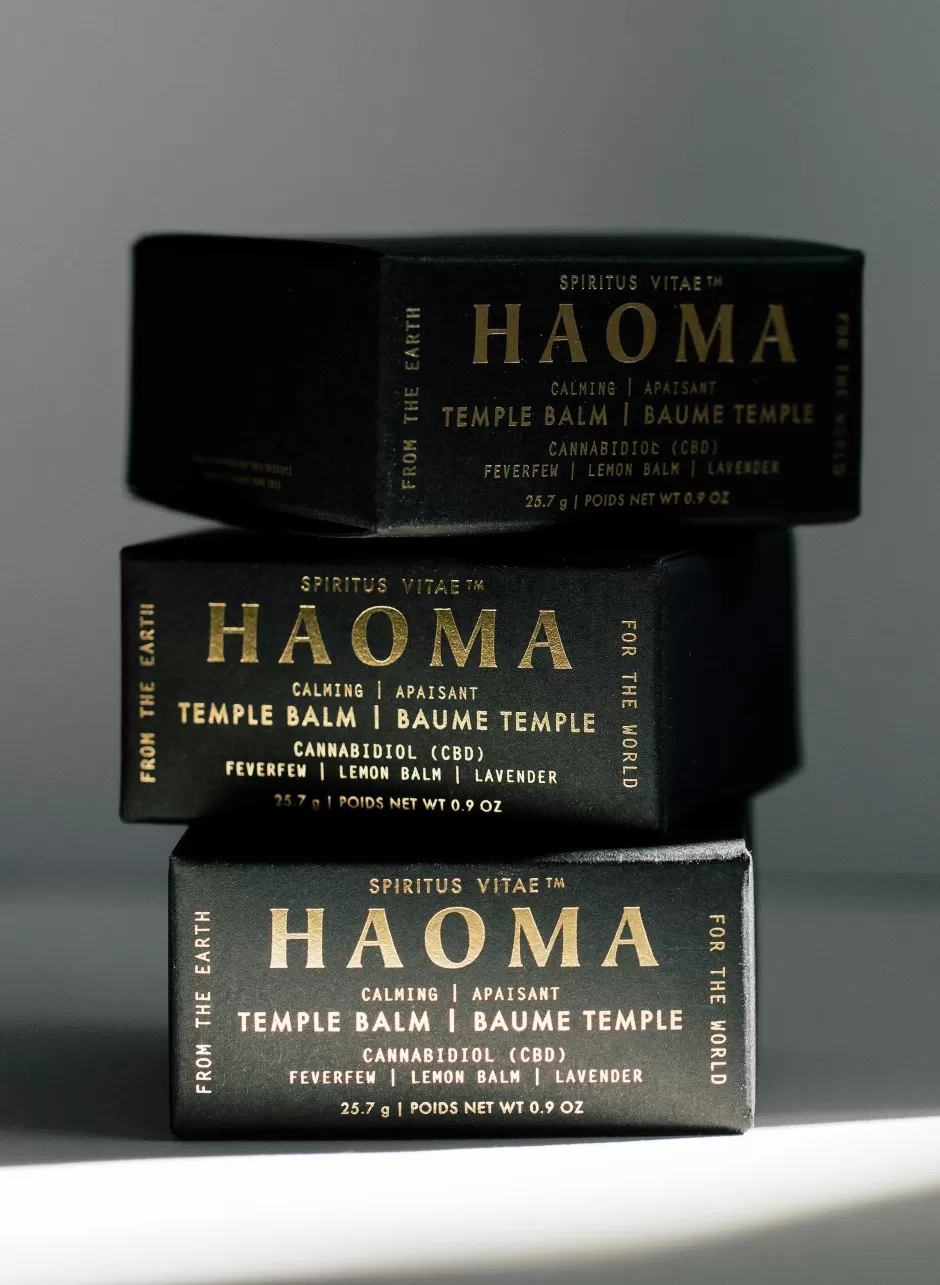 SPIRITUS VITAE™
HAOMA
CALMING | APAISANT
TEMPLE BALM | BAUME TEMPLE
CANNABIDIOL (CBD)
FEVERFEW | LEMON BALM | LAVENDER
25.7 g | POIDS NET WT 0.9 OZ
FROM THE EARTH
FOR THE WORLD
SPIRITUS VITAE™
HAOMA
CALMING | APAISANT
TEMPLE BALM | BAUME TEMPLE
CANNABIDIOL (CBD)
FEVERFEW | LEMON BALM | LAVENDER
25.7 g | POIDS NET WT 0.9 OZ
FROM THE EARTH
FOR THE WORLD
SPIRITUS VITAE™
HAOMA
CALMING | APAISANT
TEMPLE BALM | BAUME TEMPLE
CANNABIDIOL (CBD)
FEVERFEW | LEMON BALM | LAVENDER
25.7 g | POIDS NET WT 0.9 OZ
FROM THE EARTH
FOR THE WORLD